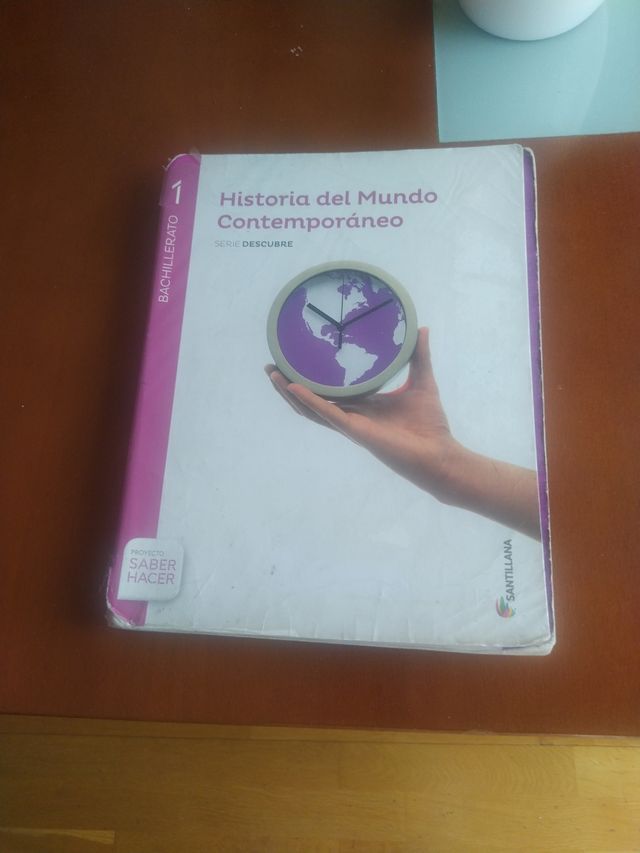 1
BACHILLERATO
Historia del Mundo
Contemporáneo
SERIE DESCUBRE
PROYECTO
SABER
HACER
SANTILLANA